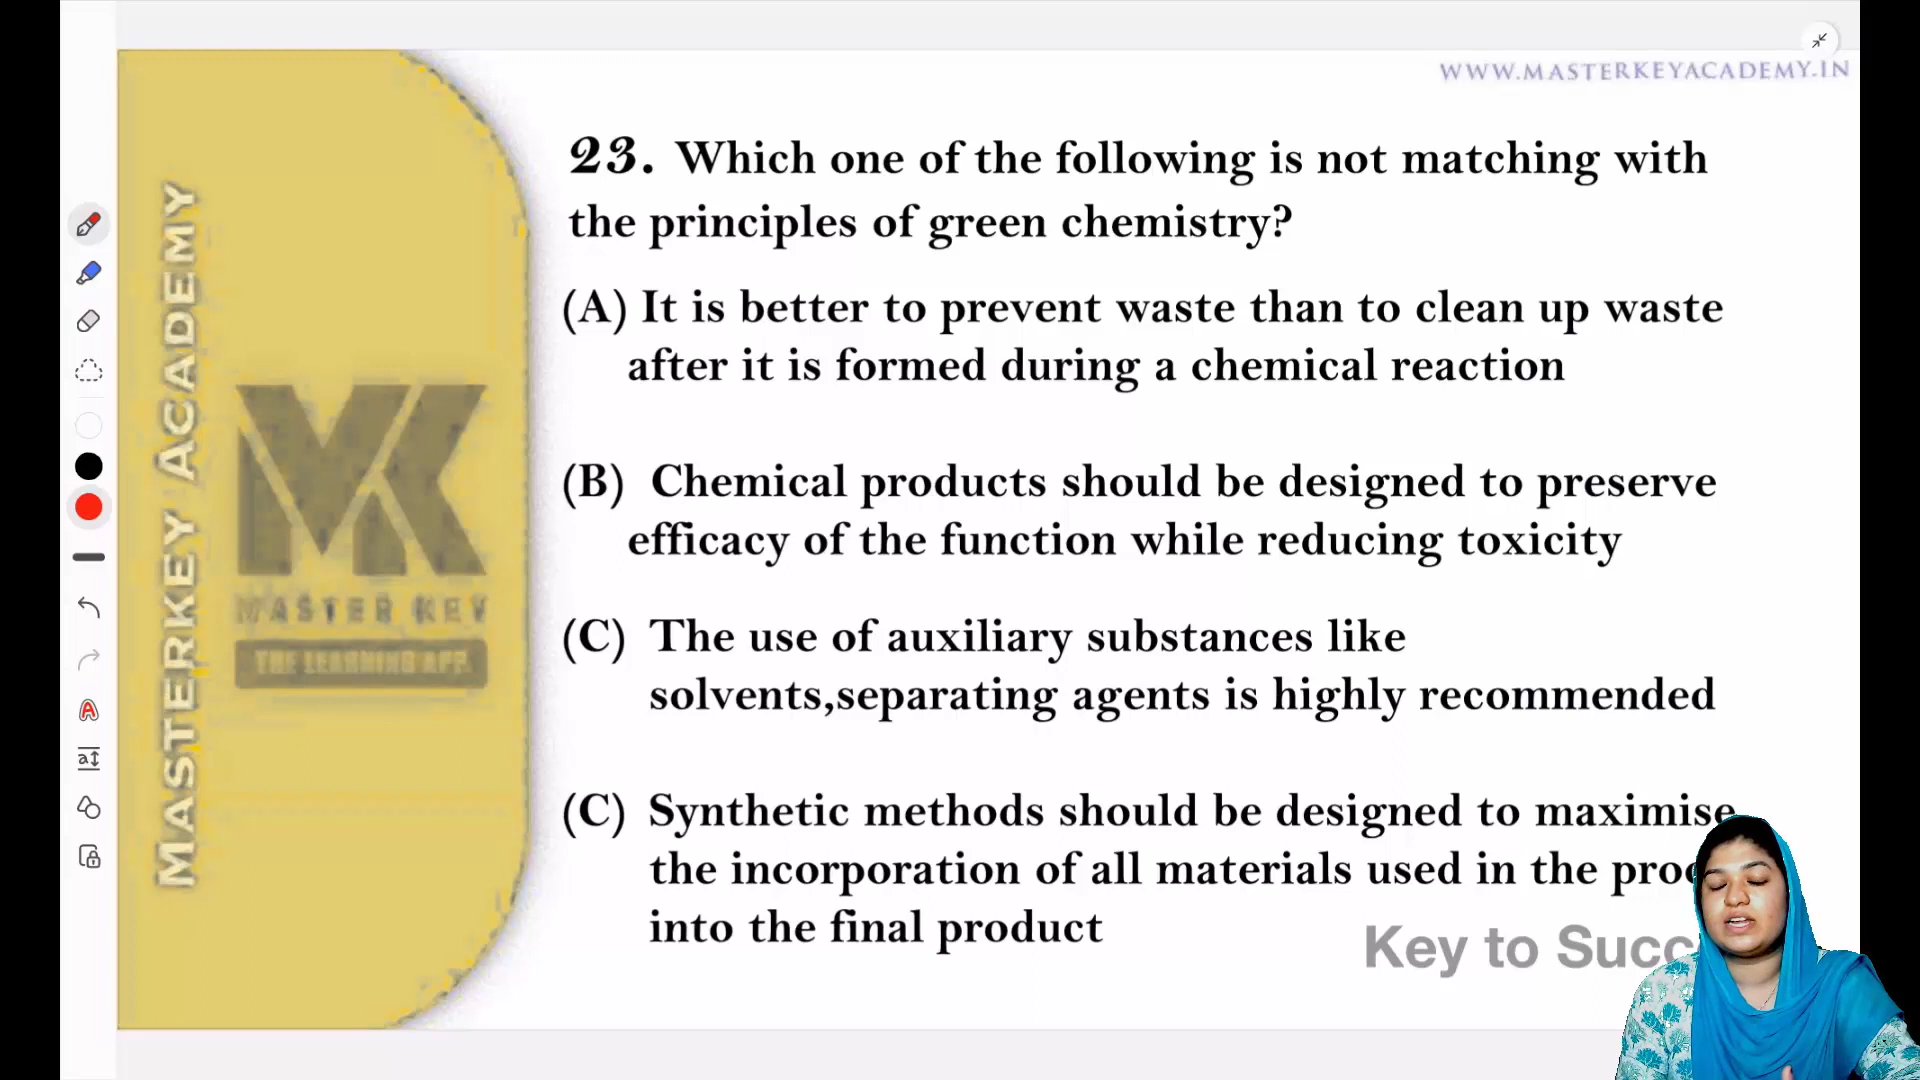 WWW.MASTERKEYACADEMY.IN
MASTERKEY ACADEMY
MK
MASTER KEY
THE LEARNING APP
23. Which one of the following is not matching with
the principles of green chemistry?
(A) It is better to prevent waste than to clean up waste
after it is formed during a chemical reaction
(B) Chemical products should be designed to preserve
efficacy of the function while reducing toxicity
(C) The use of auxiliary substances like
solvents,separating agents is highly recommended
(C) Synthetic methods should be designed to maximise
the incorporation of all materials used in the
into the final product
Key to